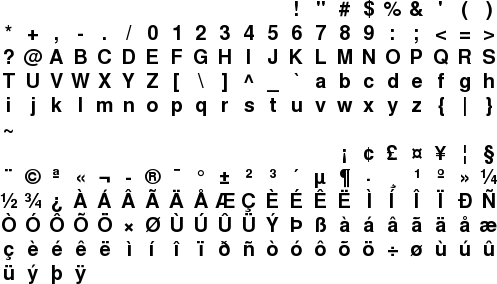 ! " # $ % & ' ( )
* + , - . / 0 1 2 3 4 5 6 7 8 9 : ; < = >
? @ A B C D E F G H I J K L M N O P Q R S
T U V W X Y Z [ \ ] ^ _ ` a b c d e f g h
i j k l m n o p q r s t u v w x y z { | }
~
¡ ¢ £ ¤ ¥ ¦ §
¨ © ª « ¬ - ® ¯ ° ± ² ³ ´ µ ¶ · ¸ ¹ º » ¼
½ ¾ ¿ À Á Â Ã Ä Å Æ Ç È É Ê Ë Ì Í Î Ï Ð Ñ
Ò Ó Ô Õ Ö × Ø Ù Ú Û Ü Ý Þ ß à á â ã ä å æ
ç è é ê ë ì í î ï ð ñ ò ó ô õ ö ÷ ø ù ú û
ü ý þ ÿ